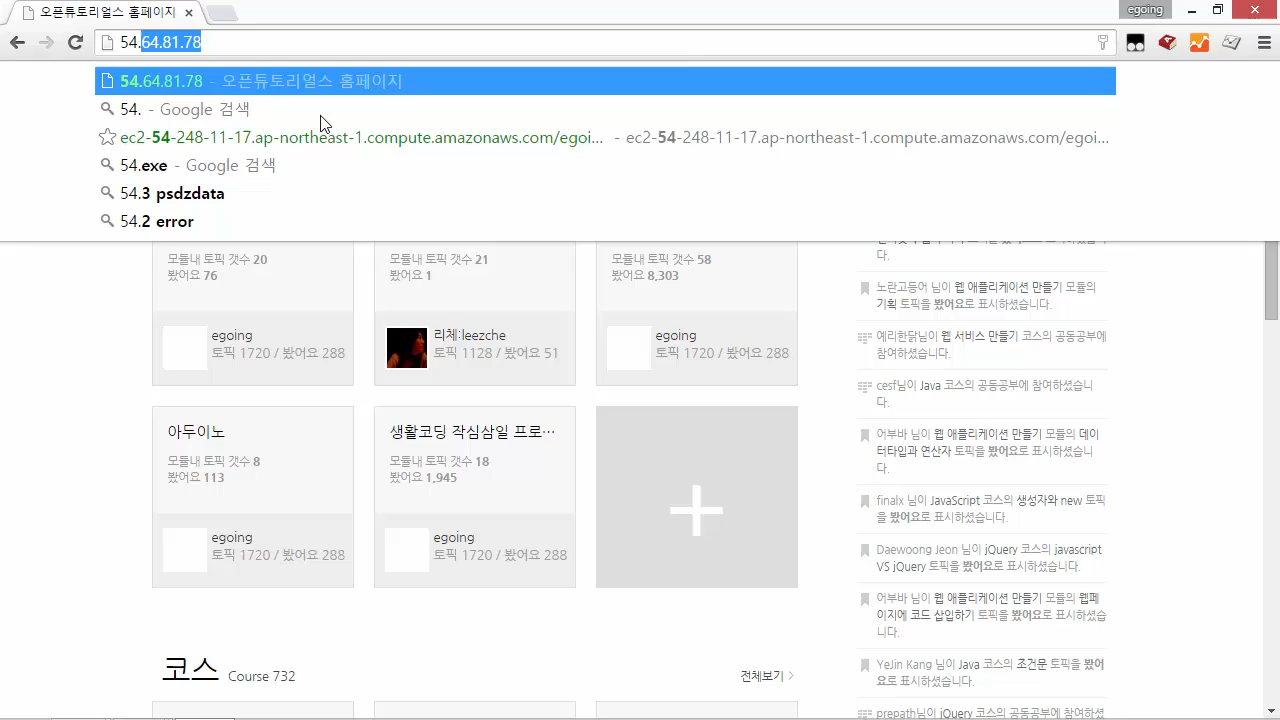 오픈튜토리얼스 홈페이지
egoing
54.64.81.78
54.64.81.78 - 오픈튜토리얼스 홈페이지
54. - Google 검색
ec2-54-248-11-17.ap-northeast-1.compute.amazonaws.com/egoi... - ec2-54-248-11-17.ap-northeast-1.compute.amazonaws.com/egoi...
54.exe - Google 검색
54.3 psdzdata
54.2 error
모듈내 토픽 갯수 20
봤어요 76
egoing
토픽 1720 / 봤어요 288
모듈내 토픽 갯수 21
봤어요 1
리체:leezche
토픽 1128 / 봤어요 51
모듈내 토픽 갯수 58
봤어요 8,303
egoing
토픽 1720 / 봤어요 288
아두이노
모듈내 토픽 갯수 8
봤어요 113
egoing
토픽 1720 / 봤어요 288
생활코딩 작심삼일 프로…
모듈내 토픽 갯수 18
봤어요 1,945
egoing
토픽 1720 / 봤어요 288
코스 Course 732
전체보기
다.
노란고등어 님이 웹 애플리케이션 만들기 모듈의
기획 토픽을 봤어요로 표시하셨습니다.
예리한닭님이 웹 서비스 만들기 코스의 공동공부에
참여하셨습니다.
cesf님이 Java 코스의 공동공부에 참여하셨습니
다.
어부바 님이 웹 애플리케이션 만들기 모듈의 데이
터타입과 연산자 토픽을 봤어요로 표시하셨습니
다.
finalx 님이 JavaScript 코스의 생성자와 new 토픽
을 봤어요로 표시하셨습니다.
Daewoong Jeon 님이 jQuery 코스의 javascript
VS jQuery 토픽을 봤어요로 표시하셨습니다.
어부바 님이 웹 애플리케이션 만들기 모듈의 웹페
이지에 코드 삽입하기 토픽을 봤어요로 표시하셨습
니다.
YeJin Kang 님이 Java 코스의 조건문 토픽을 봤어
요로 표시하셨습니다.
prepath님이 jQuery 코스의 공동공부에 참여하셨